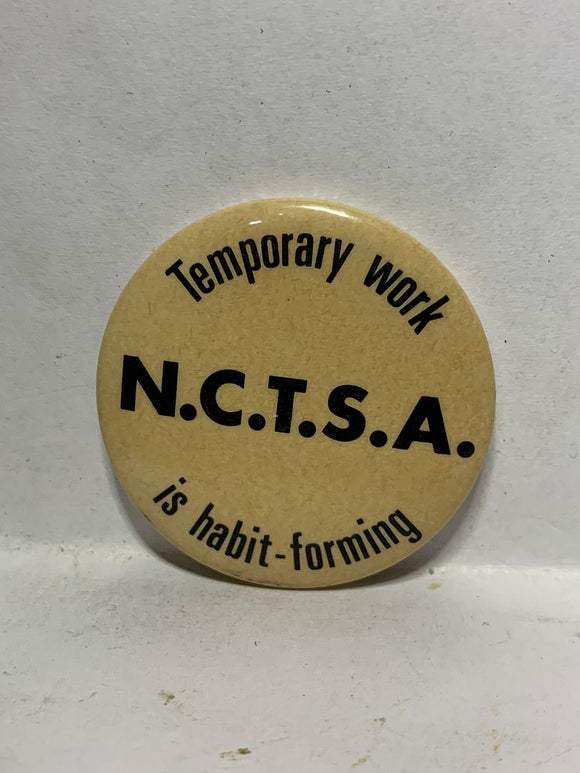 Temporary work
N.C.T.S.A.
is habit-forming